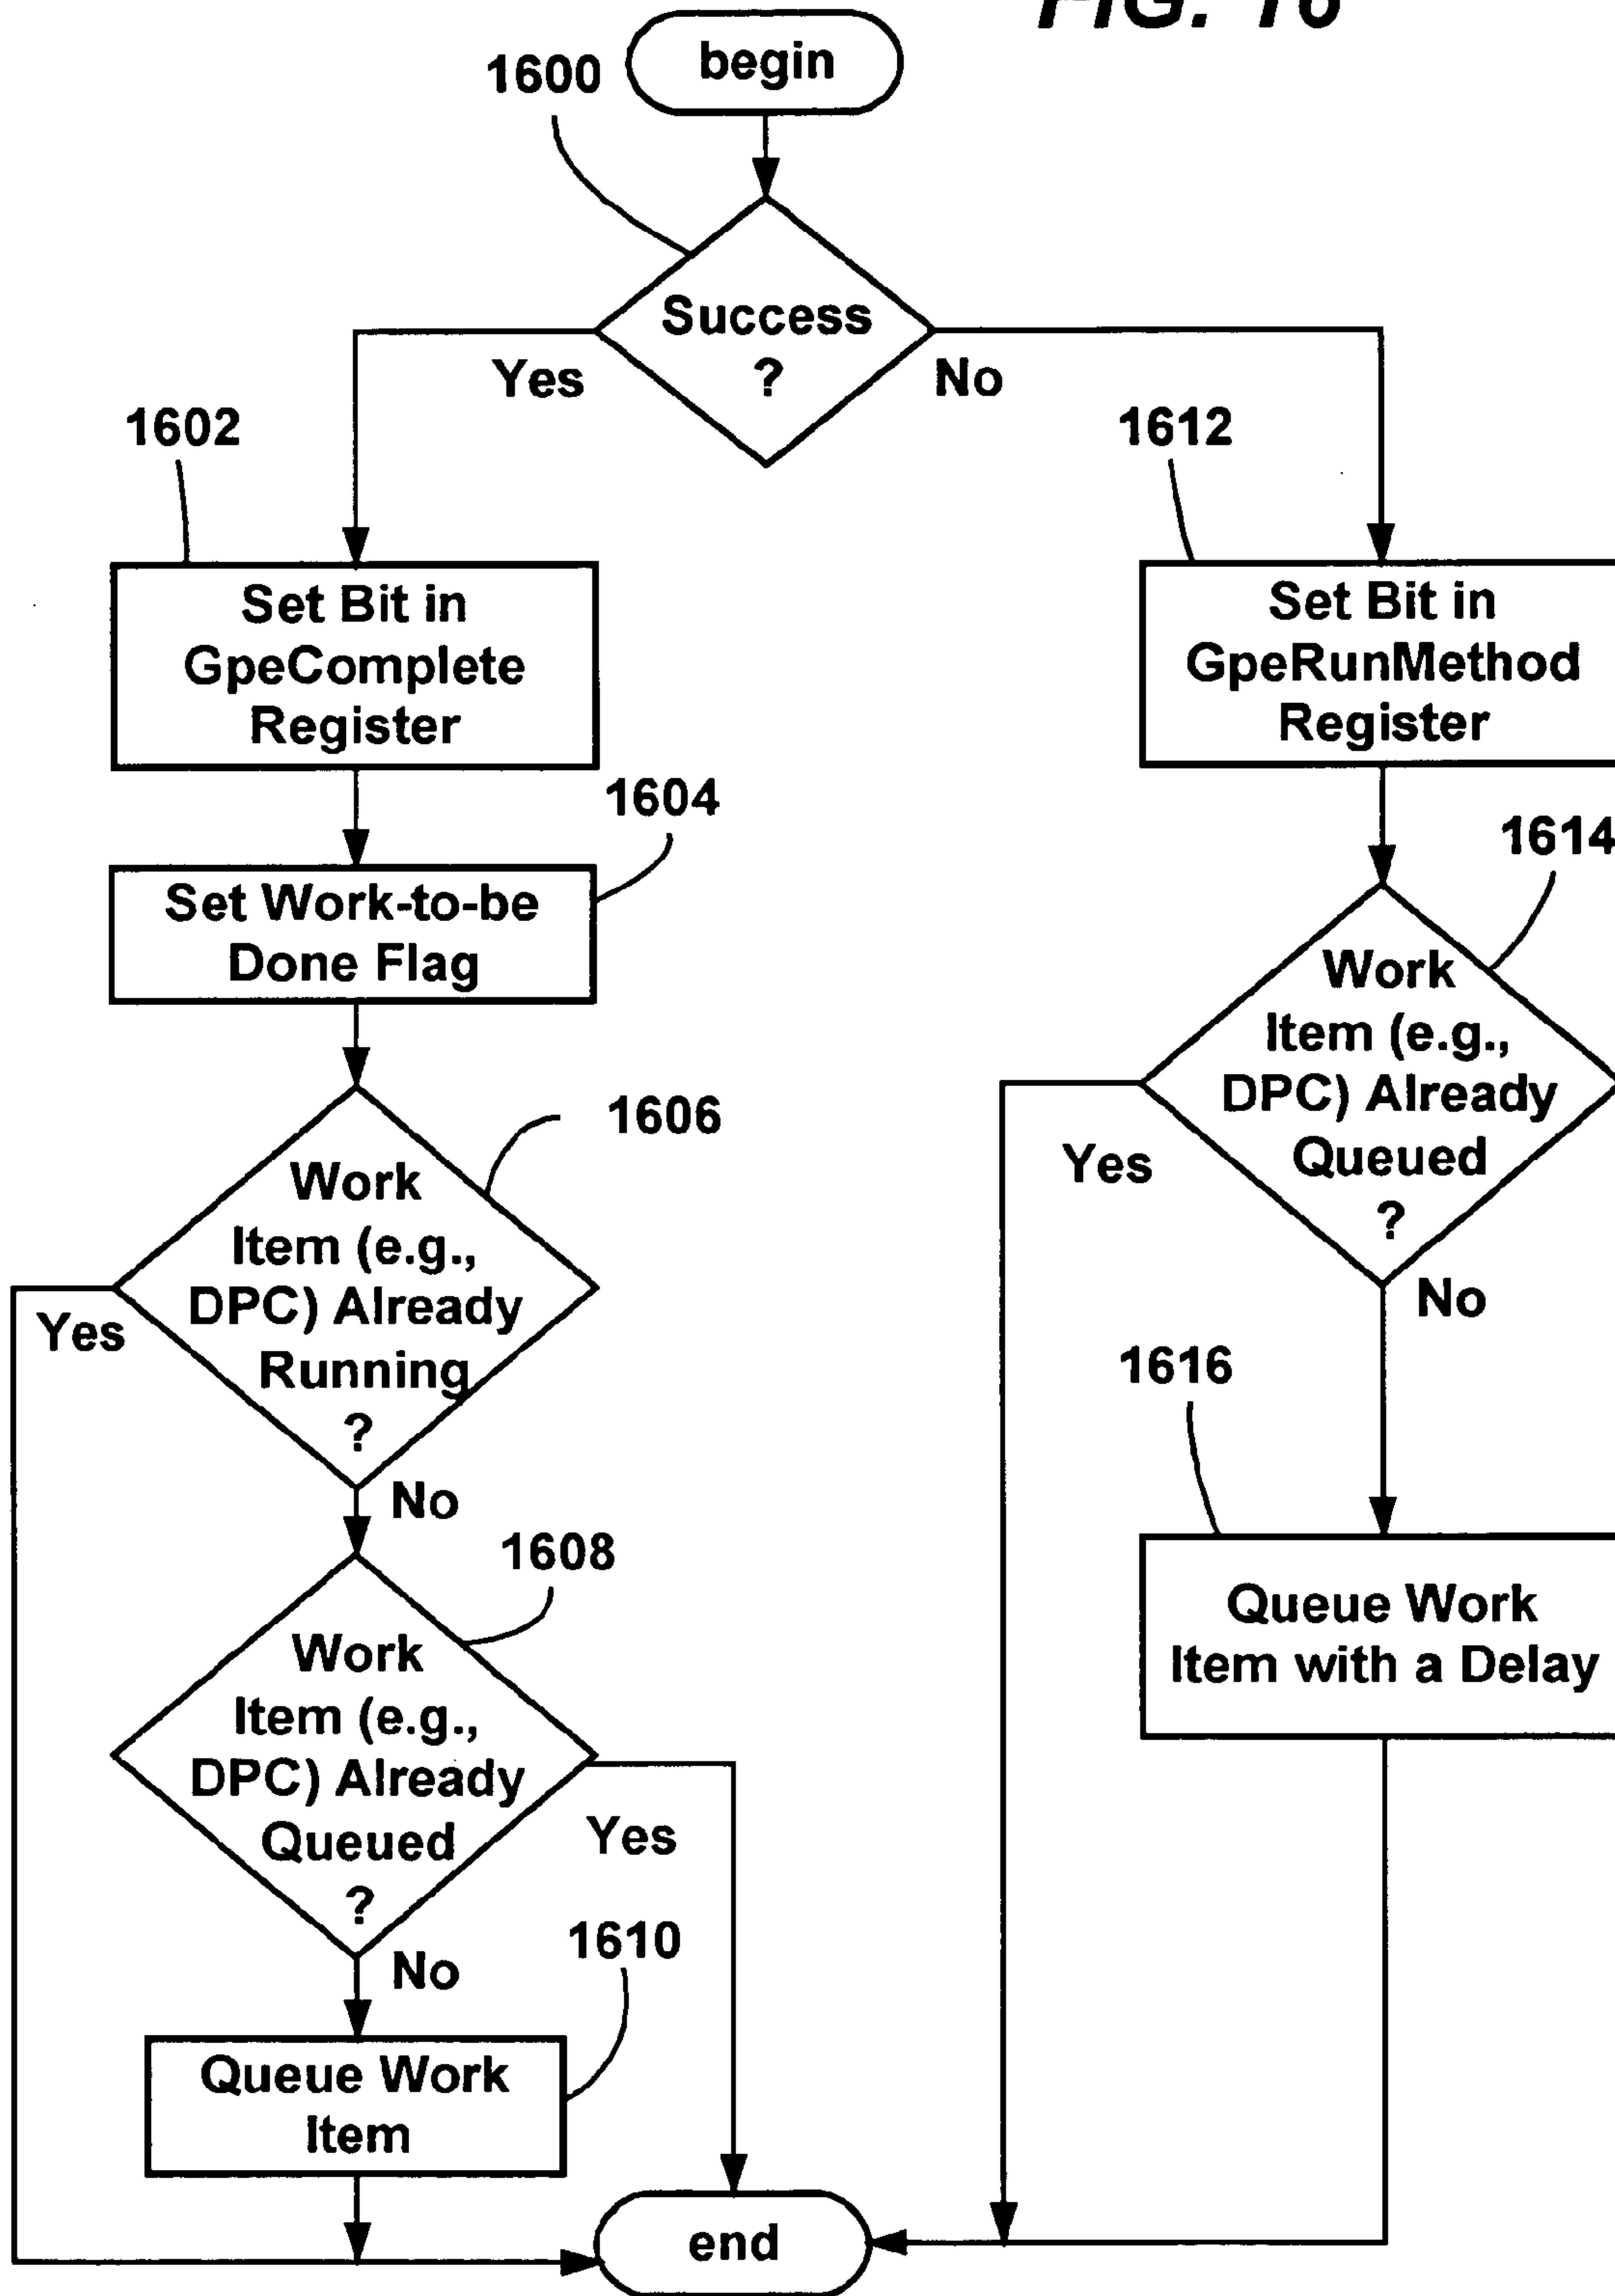 FIG. 16
begin
1600
Success
?
Yes
No
1602
1612
Set Bit in
GpeComplete
Register
Set Bit in
GpeRunMethod
Register
1604
1614
Set Work-to-be
Done Flag
Work
Item (e.g.,
DPC) Already
Queued
?
Yes
No
1606
Work
Item (e.g.,
DPC) Already
Running
?
Yes
No
1616
Queue Work
Item with a Delay
1608
Work
Item (e.g.,
DPC) Already
Queued
?
Yes
No
1610
Queue Work
Item
end